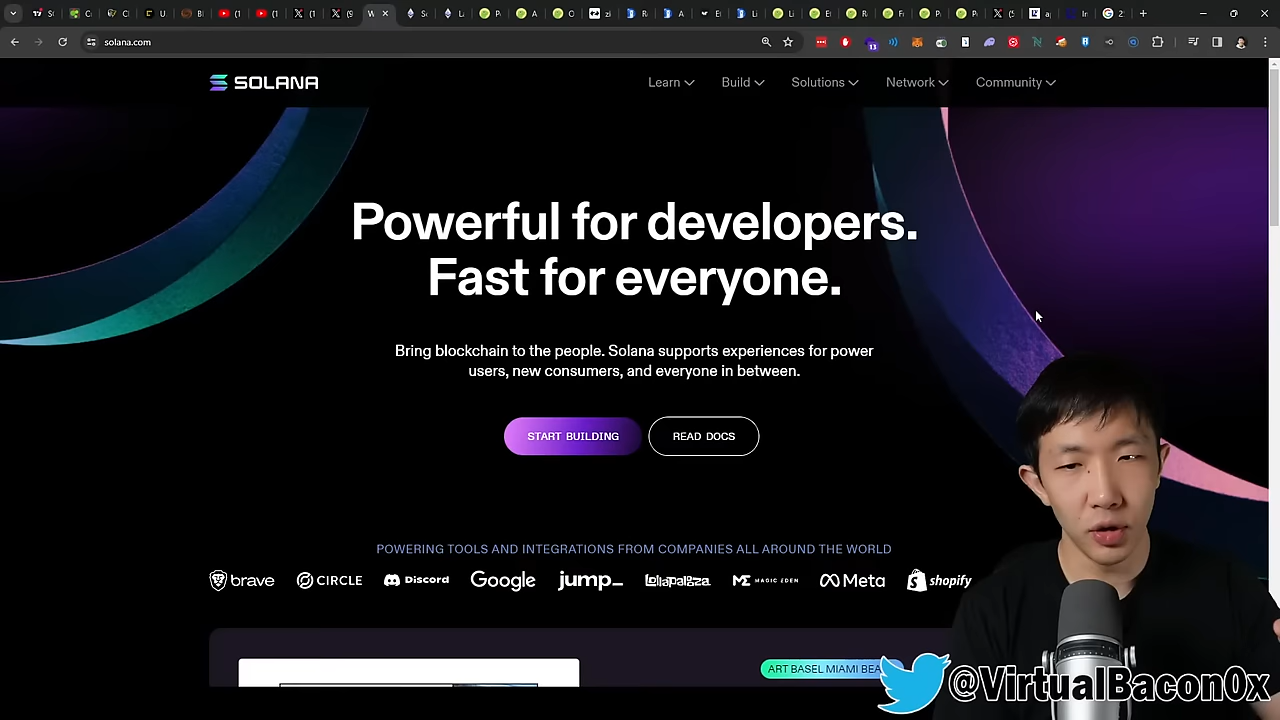 solana.com
SOLANA
Learn Build Solutions Network Community
Powerful for developers.
Fast for everyone.
Bring blockchain to the people. Solana supports experiences for power
users, new consumers, and everyone in between.
START BUILDING READ DOCS
POWERING TOOLS AND INTEGRATIONS FROM COMPANIES ALL AROUND THE WORLD
brave CIRCLE Discord Google jump_ Lollapalooza MAGIC EDEN Meta shopify
ART BASEL MIAMI BEA
@VirtualBacon0x